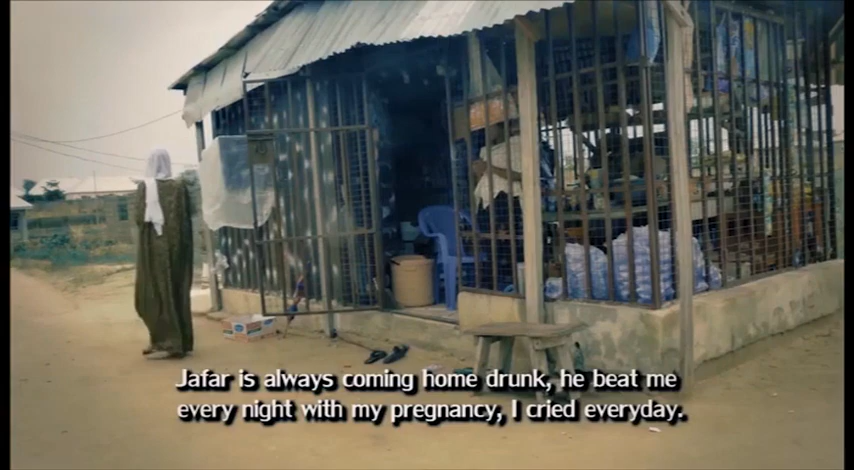 Jafar is always coming home drunk, he beat me
every night with my pregnancy, I cried everyday.